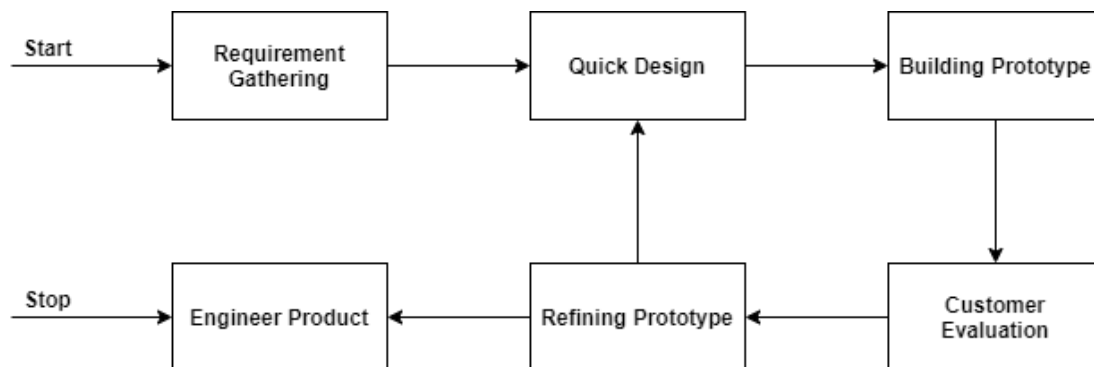 Start
Requirement
Gathering
Quick Design
Building Prototype
Stop
Engineer Product
Refining Prototype
Customer
Evaluation